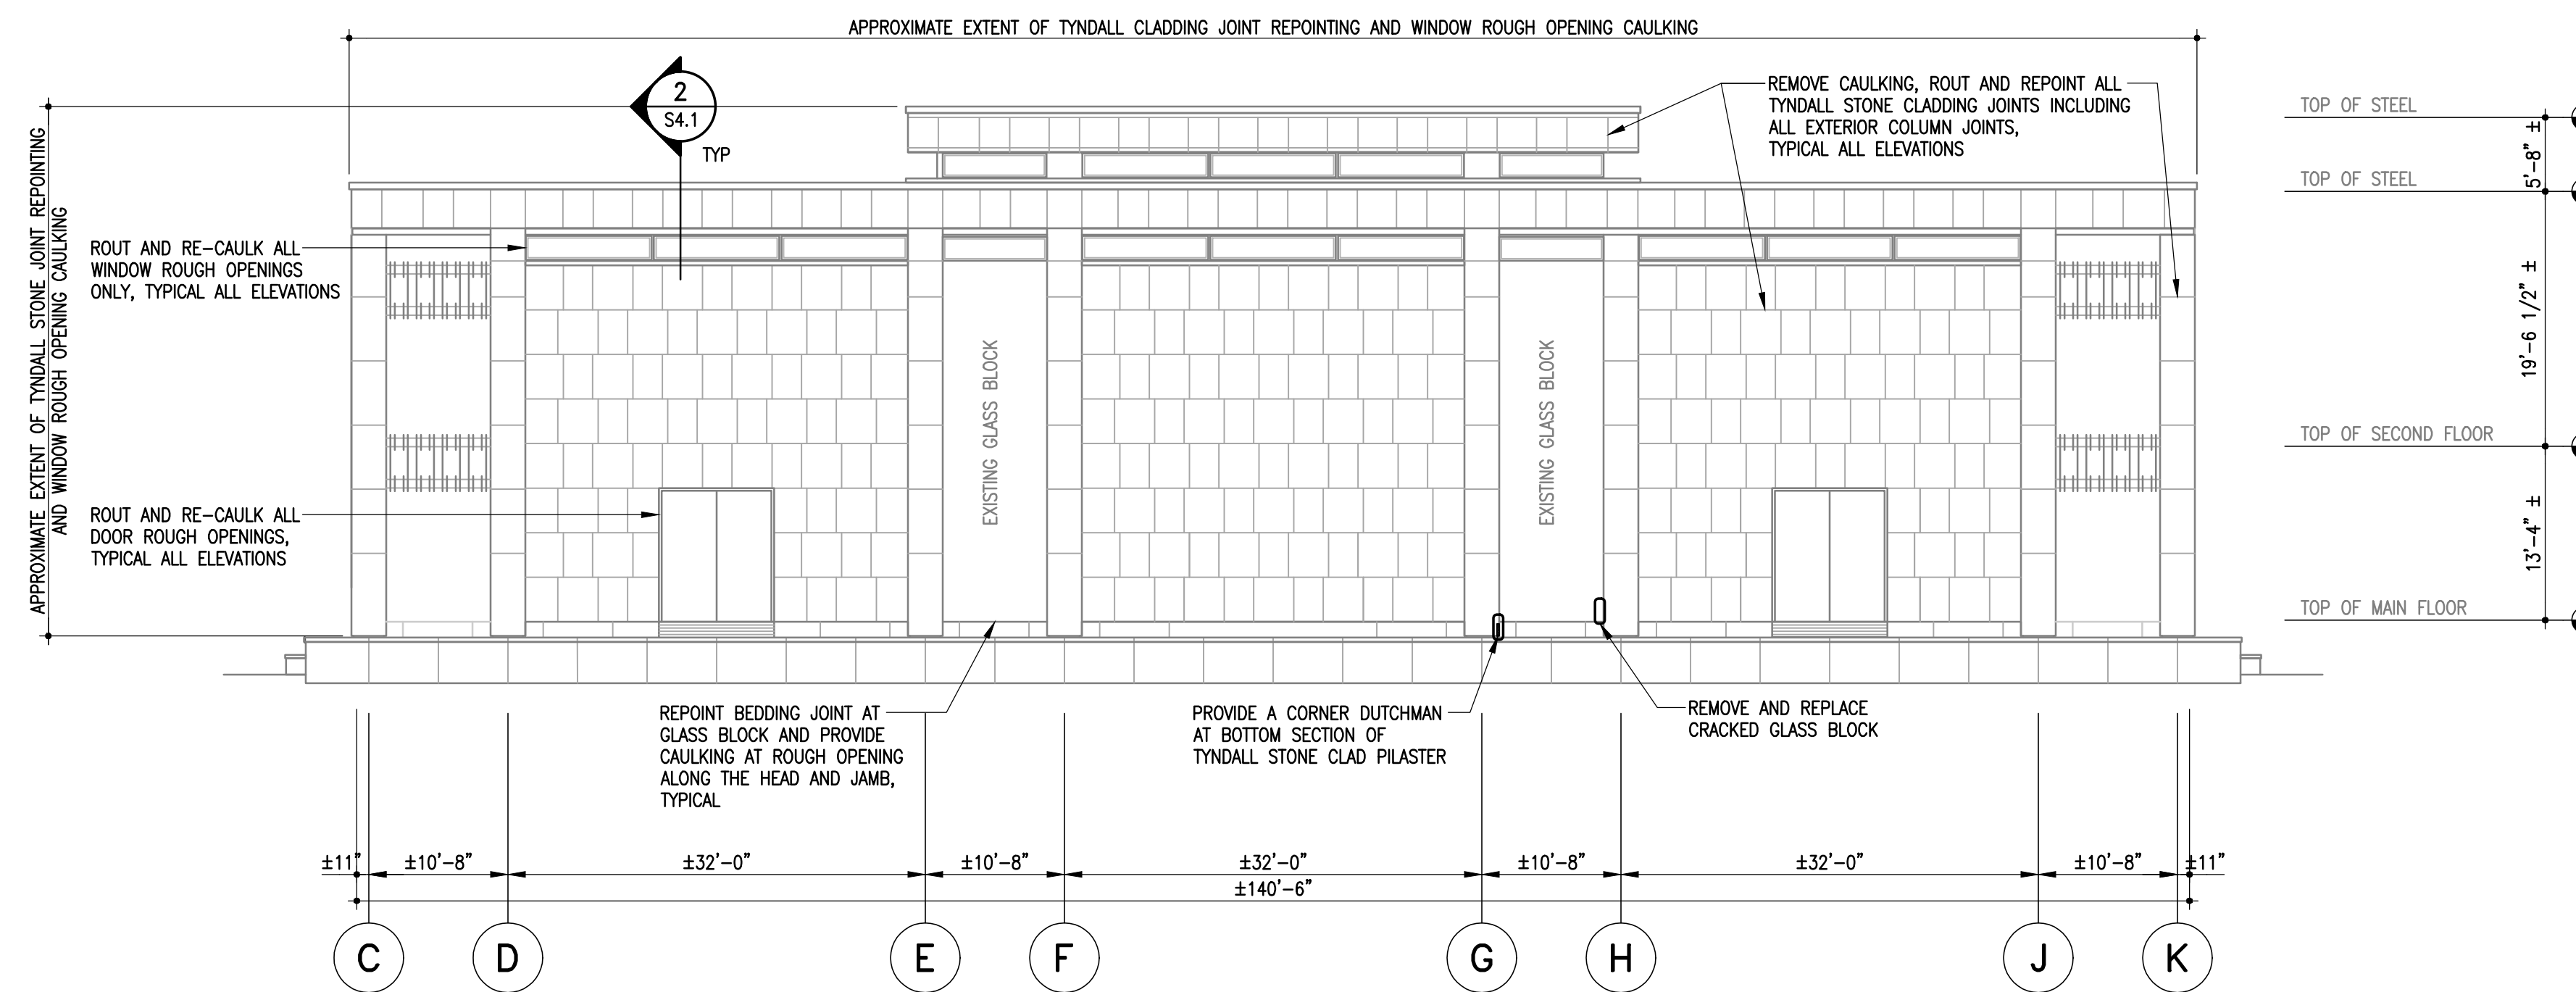 APPROXIMATE EXTENT OF TYNDALL CLADDING JOINT REPOINTING AND WINDOW ROUGH OPENING CAULKING
2
S4.1
TYP
REMOVE CAULKING, ROUT AND REPOINT ALL
TYNDALL STONE CLADDING JOINTS INCLUDING
ALL EXTERIOR COLUMN JOINTS,
TYPICAL ALL ELEVATIONS
TOP OF STEEL
5'-8" ±
TOP OF STEEL
APPROXIMATE EXTENT OF TYNDALL STONE JOINT REPOINTING
AND WINDOW ROUGH OPENING CAULKING
ROUT AND RE-CAULK ALL
WINDOW ROUGH OPENINGS
ONLY, TYPICAL ALL ELEVATIONS
EXISTING GLASS BLOCK
EXISTING GLASS BLOCK
19'-6 1/2" ±
TOP OF SECOND FLOOR
ROUT AND RE-CAULK ALL
DOOR ROUGH OPENINGS,
TYPICAL ALL ELEVATIONS
13'-4" ±
TOP OF MAIN FLOOR
REPOINT BEDDING JOINT AT
GLASS BLOCK AND PROVIDE
CAULKING AT ROUGH OPENING
ALONG THE HEAD AND JAMB,
TYPICAL
PROVIDE A CORNER DUTCHMAN
AT BOTTOM SECTION OF
TYNDALL STONE CLAD PILASTER
REMOVE AND REPLACE
CRACKED GLASS BLOCK
±11" ±10'-8" ±32'-0" ±10'-8" ±32'-0" ±10'-8" ±32'-0" ±10'-8" ±11"
±140'-6"
C D E F G H J K